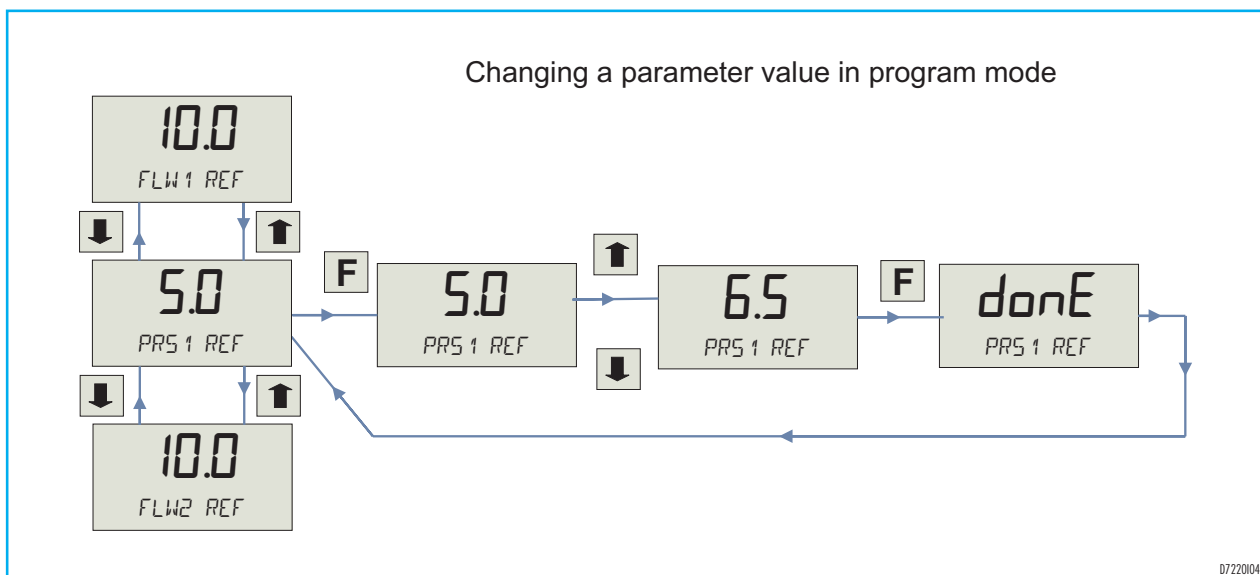 Changing a parameter value in program mode
10.0
FLW1 REF
5.0
PRS1 REF
10.0
FLW2 REF
F
5.0
PRS1 REF
6.5
PRS1 REF
F
donE
PRS1 REF
D7220I04